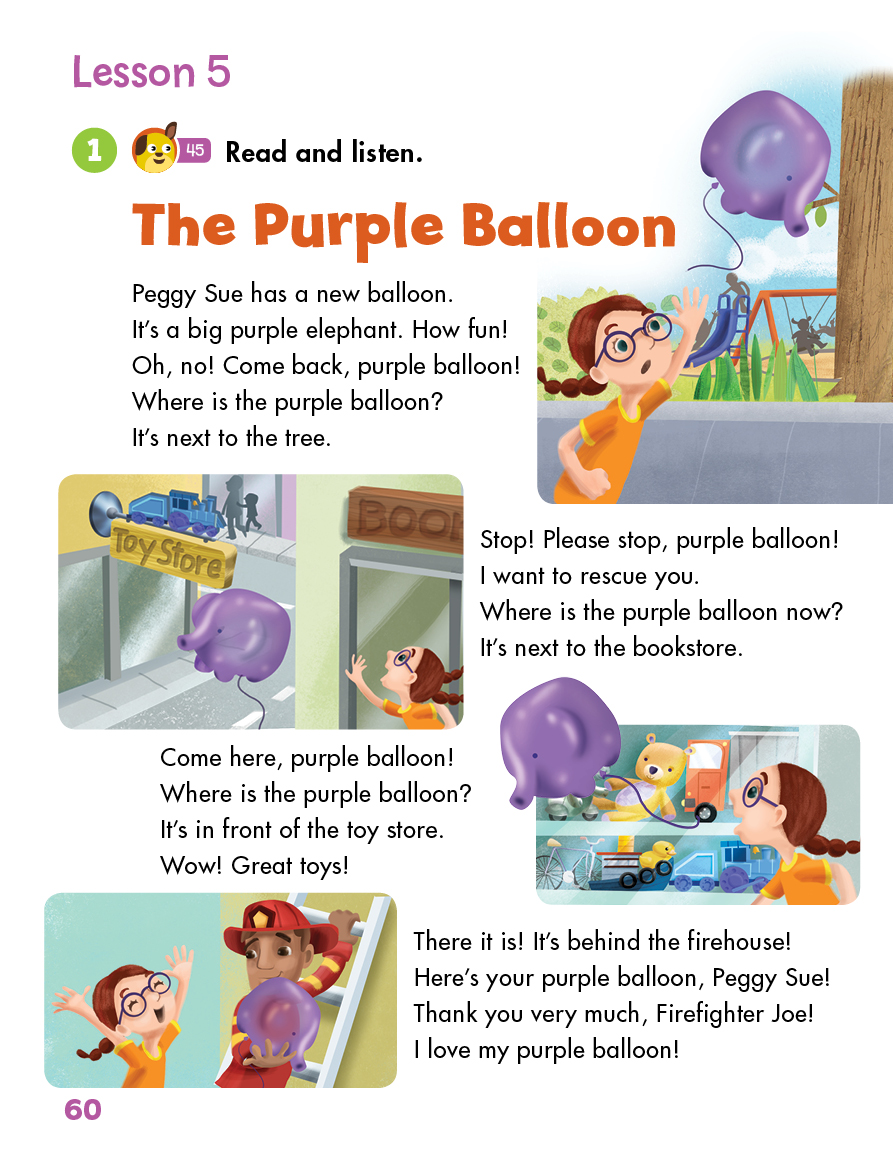 Lesson 5
1 45 Read and listen.
The Purple Balloon
Peggy Sue has a new balloon.
It's a big purple elephant. How fun!
Oh, no! Come back, purple balloon!
Where is the purple balloon?
It's next to the tree.
Toy Store
BOO
Stop! Please stop, purple balloon!
I want to rescue you.
Where is the purple balloon now?
It's next to the bookstore.
Come here, purple balloon!
Where is the purple balloon?
It's in front of the toy store.
Wow! Great toys!
There it is! It's behind the firehouse!
Here's your purple balloon, Peggy Sue!
Thank you very much, Firefighter Joe!
I love my purple balloon!
60